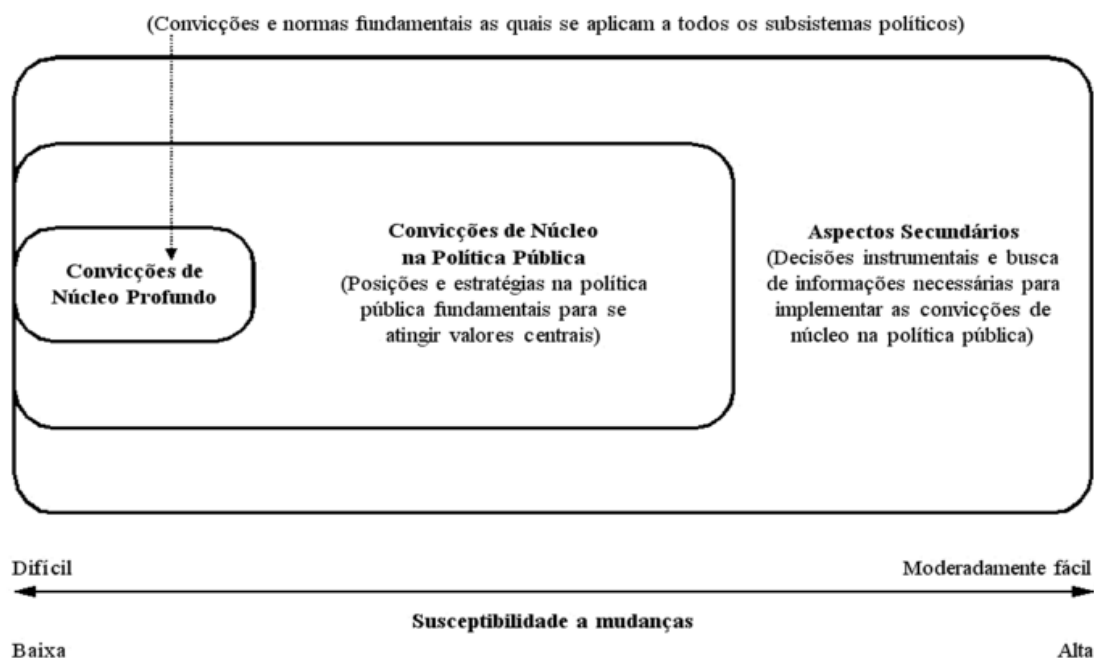 (Convicções e normas fundamentais as quais se aplicam a todos os subsistemas políticos)
Convicções de
Núcleo Profundo
Convicções de Núcleo
na Política Pública
(Posições e estratégias na política
pública fundamentais para se
atingir valores centrais)
Aspectos Secundários
(Decisões instrumentais e busca
de informações necessárias para
implementar as convicções de
núcleo na política pública)
Difícil
Moderadamente fácil
Susceptibilidade a mudanças
Baixa
Alta